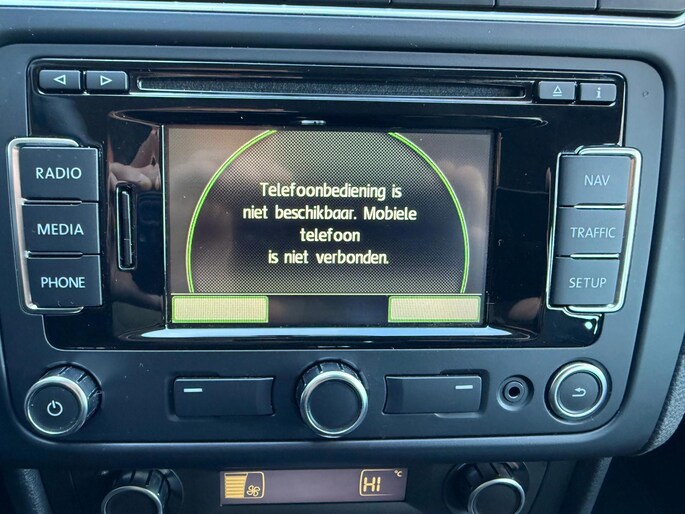 RADIO
MEDIA
PHONE
Telefoonbediening is
niet beschikbaar. Mobiele
telefoon
is niet verbonden.
NAV
TRAFFIC
SETUP
i
HI °C